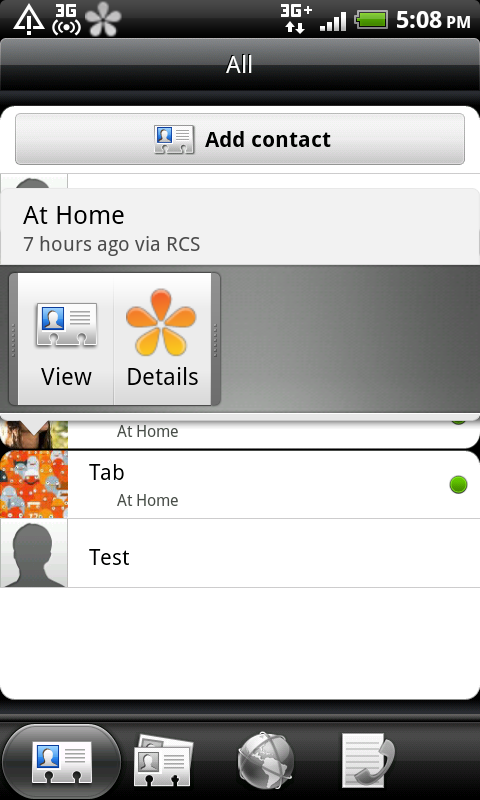 3G
3G+
5:08 PM
All
Add contact
At Home
7 hours ago via RCS
View
Details
At Home
Tab
At Home
Test